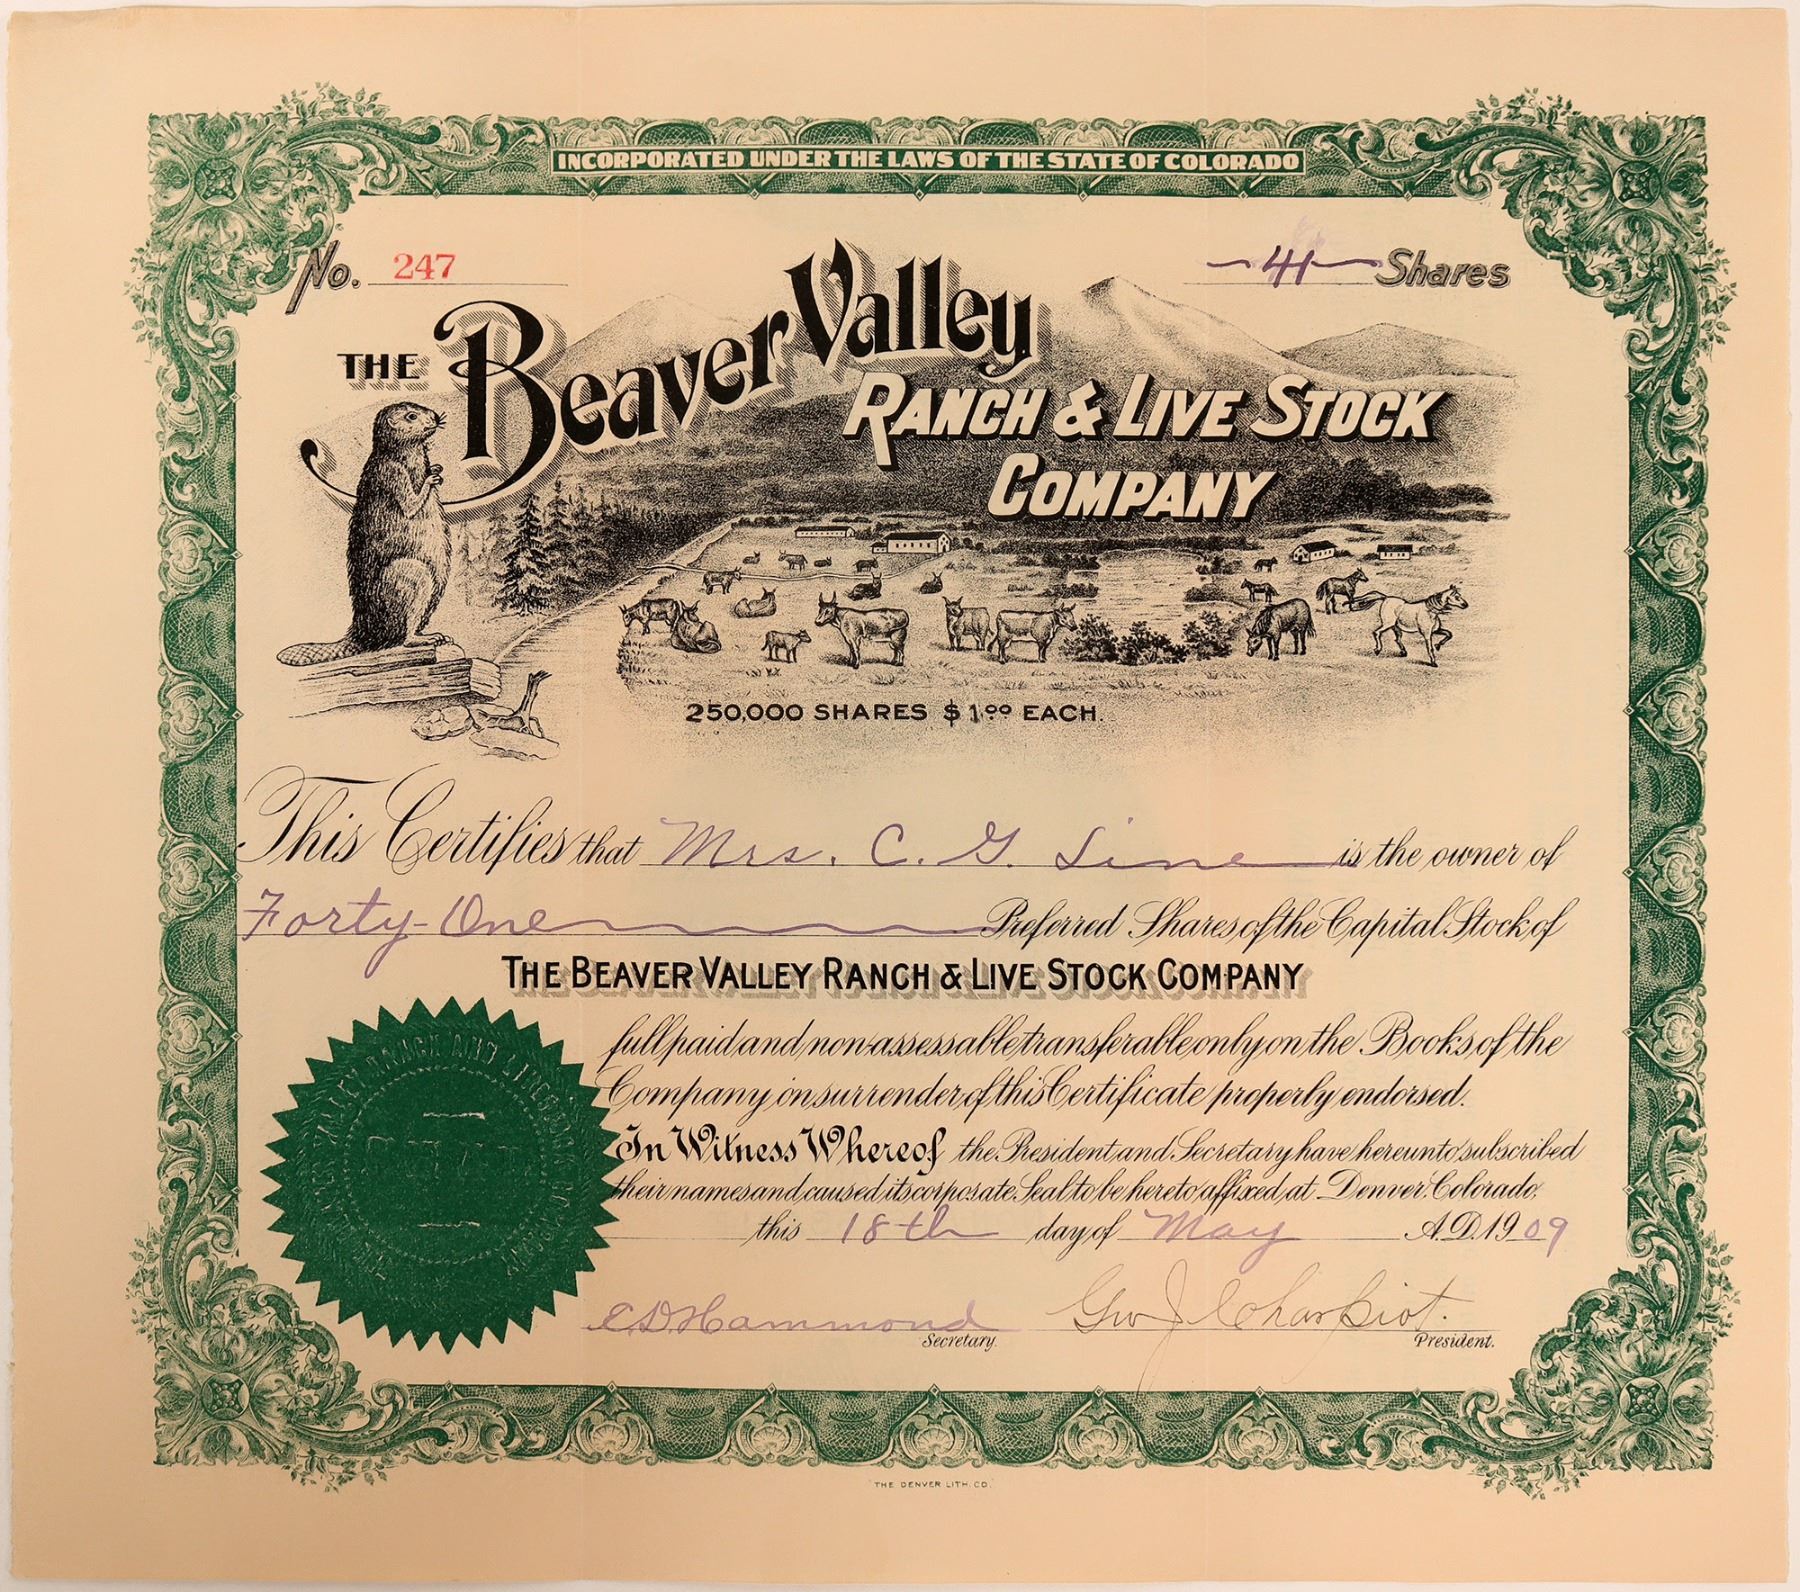 INCORPORATED UNDER THE LAWS OF THE STATE OF COLORADO
No. 247
41 Shares
THE Beaver Valley
RANCH & LIVE STOCK
COMPANY
250,000 SHARES $1.00 EACH.
This Certifies that Mrs. C. G. Line is the owner of
Forty-One Preferred Shares of the Capital Stock of
THE BEAVER VALLEY RANCH & LIVE STOCK COMPANY
full paid and non-assessable transferable only on the Books of the
Company on surrender of this Certificate properly endorsed.
In Witness Whereof the President and Secretary have hereunto subscribed
their names and caused its corporate Seal to be hereto affixed at Denver, Colorado,
this 18th day of May A.D. 1909
E.D. Hammond
Secretary.
Geo J Charpiot.
President.
THE DENVER LITH. CO.